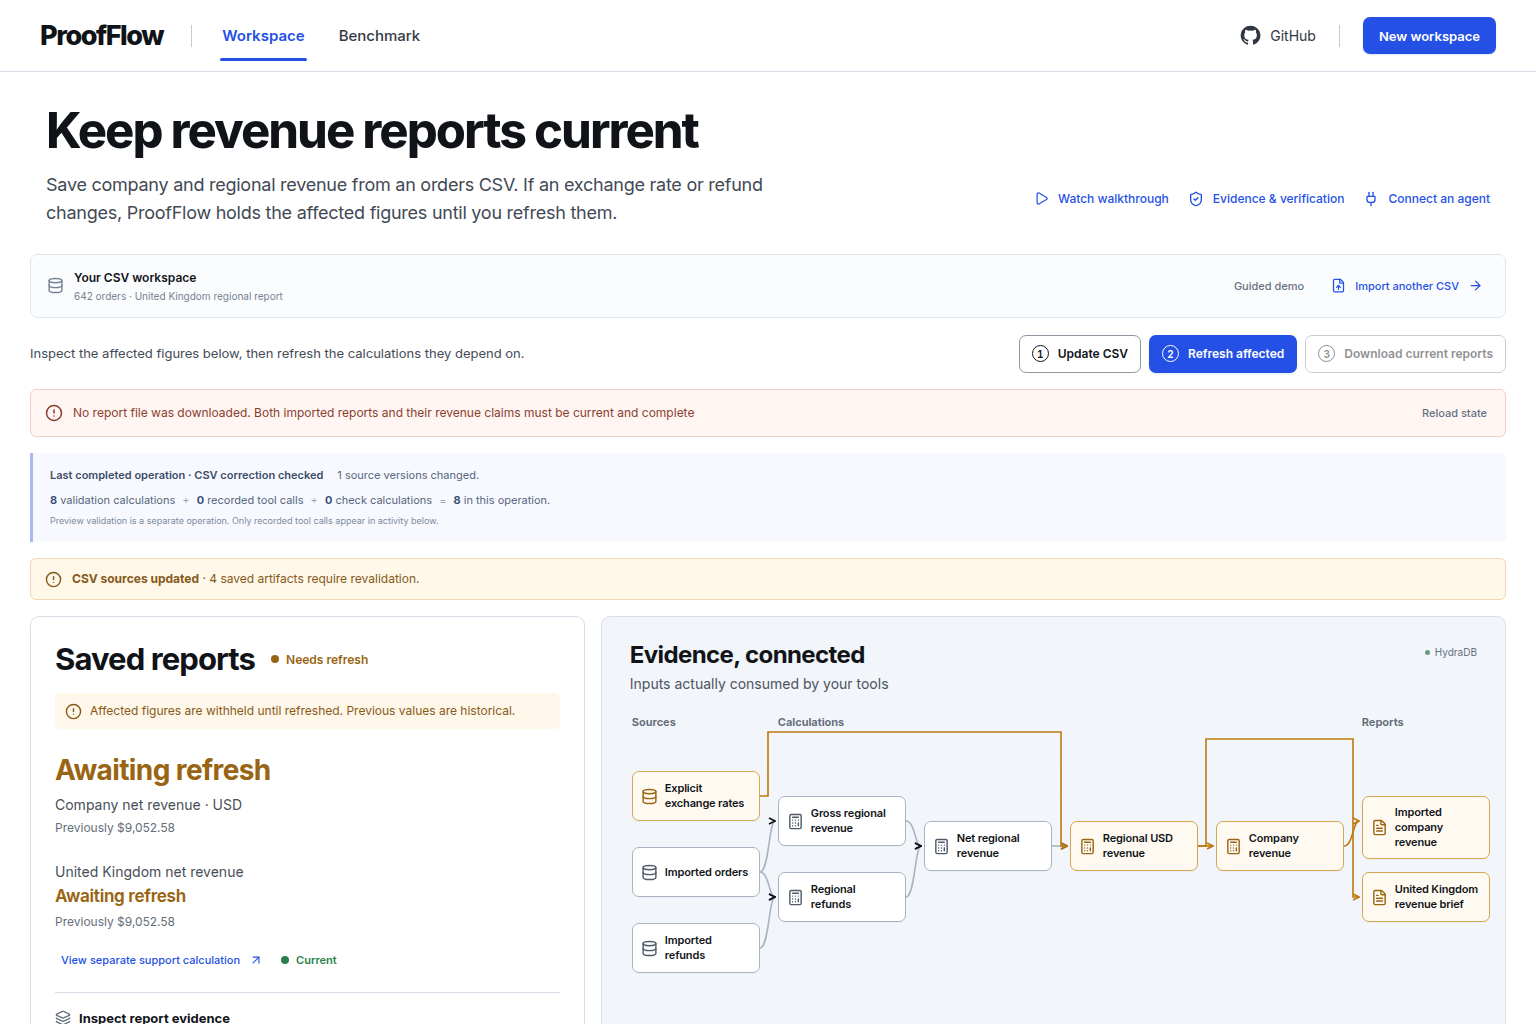 ProofFlow
Workspace
Benchmark
GitHub
New workspace
Keep revenue reports current
Save company and regional revenue from an orders CSV. If an exchange rate or refund
changes, ProofFlow holds the affected figures until you refresh them.
Watch walkthrough
Evidence & verification
Connect an agent
Your CSV workspace
642 orders · United Kingdom regional report
Guided demo
Import another CSV
Inspect the affected figures below, then refresh the calculations they depend on.
1 Update CSV
2 Refresh affected
3 Download current reports
No report file was downloaded. Both imported reports and their revenue claims must be current and complete
Reload state
Last completed operation · CSV correction checked 1 source versions changed.
8 validation calculations + 0 recorded tool calls + 0 check calculations = 8 in this operation.
Preview validation is a separate operation. Only recorded tool calls appear in activity below.
CSV sources updated · 4 saved artifacts require revalidation.
Saved reports
Needs refresh
Affected figures are withheld until refreshed. Previous values are historical.
Awaiting refresh
Company net revenue · USD
Previously $9,052.58
United Kingdom net revenue
Awaiting refresh
Previously $9,052.58
View separate support calculation
Current
Inspect report evidence
Evidence, connected
HydraDB
Inputs actually consumed by your tools
Sources
Calculations
Reports
Explicit
exchange rates
Imported orders
Imported
refunds
Gross regional
revenue
Regional
refunds
Net regional
revenue
Regional USD
revenue
Company
revenue
Imported
company
revenue
United Kingdom
revenue brief